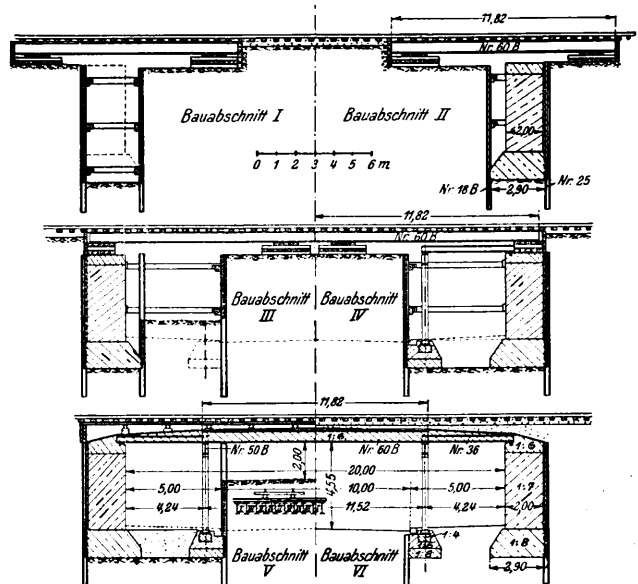 11,82
Nr. 60 B
Bauabschnitt I
Bauabschnitt II
2,00
0 1 2 3 4 5 6 m
Nr 18 B
2,90
Nr. 25
11,82
Nr. 60 B
Bauabschnitt III
Bauabschnitt IV
11,82
1:6
Nr 50 B
2,00
Nr 60 B
Nr 36
1:6
20,00
5,00
4,55
10,00
5,00
1:7
4,24
11,52
4,24
2,00
1:4
1:8
1:8
Bauabschnitt V
Bauabschnitt VI
2,90